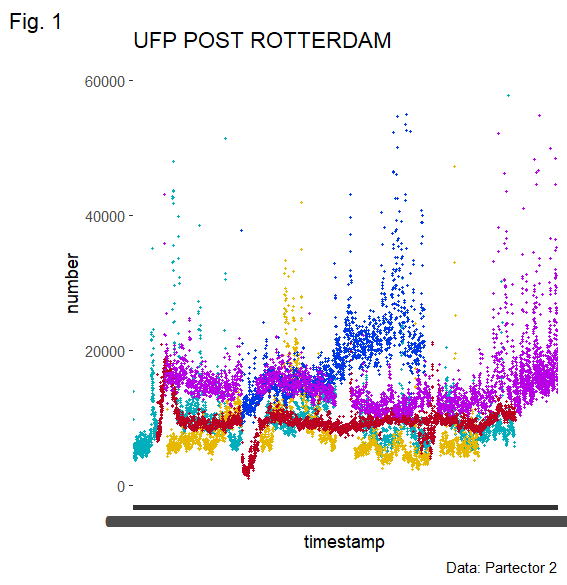 Fig. 1
UFP POST ROTTERDAM
60000
40000
20000
0
number
timestamp
Data: Partector 2